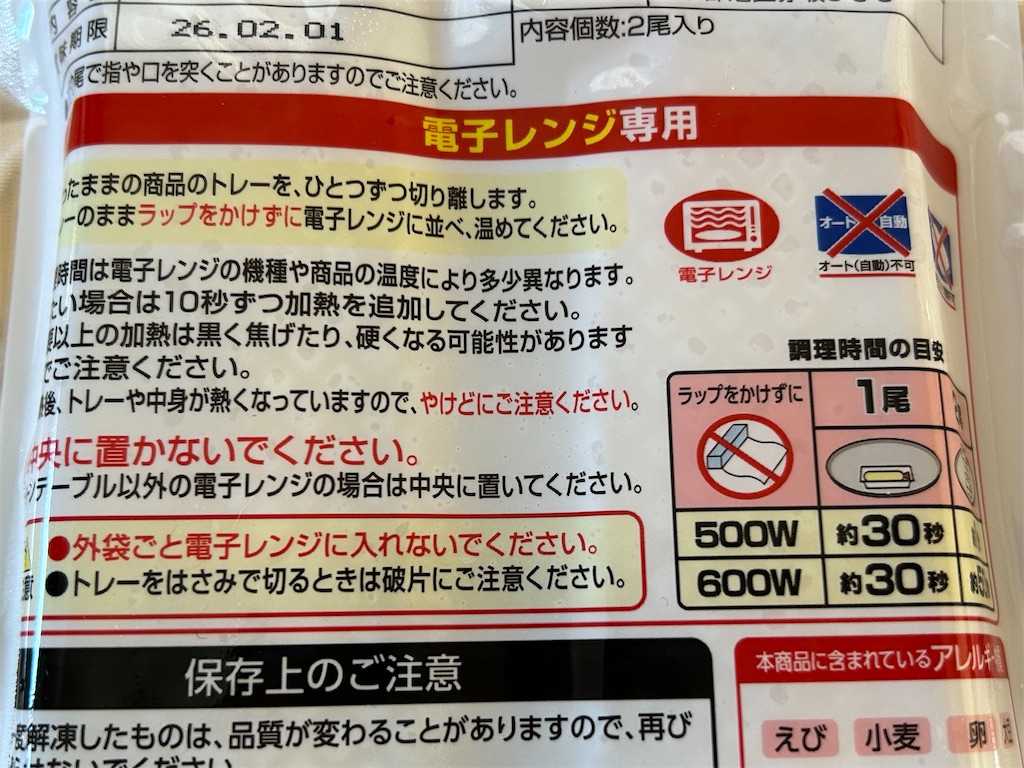 味期限 26.02.01
内容個数:2尾入り
尾で指や口を突くことがありますのでご注意ください。
電子レンジ専用
ったままの商品のトレーを、ひとつずつ切り離します。
ーのままラップをかけずに電子レンジに並べ、温めてください。
時間は電子レンジの機種や商品の温度により多少異なります。
たい場合は10秒ずつ加熱を追加してください。
以上の加熱は黒く焦げたり、硬くなる可能性があります
でご注意ください。
後、トレーや中身が熱くなっていますので、やけどにご注意ください。
中央に置かないでください。
ンテーブル以外の電子レンジの場合は中央に置いてください。
●外袋ごと電子レンジに入れないでください。
●トレーをはさみで切るときは破片にご注意ください。
電子レンジ
オート 自動
オート(自動)不可
調理時間の目安
ラップをかけずに
1尾
500W 約30秒
600W 約30秒
保存上のご注意
度解凍したものは、品質が変わることがありますので、再び
本商品に含まれているアレルギー
えび 小麦 卵